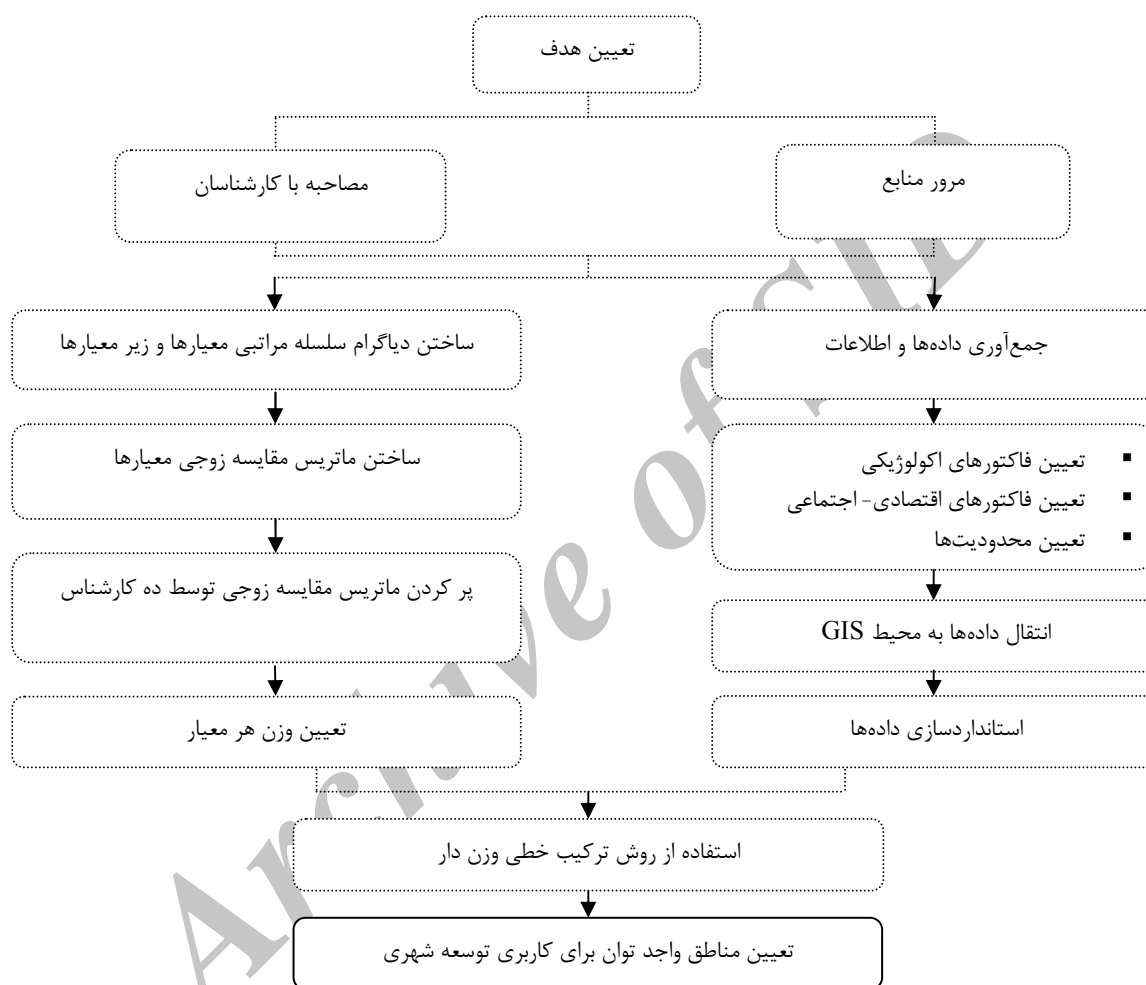 تعیین هدف
مرور منابع
مصاحبه با کارشناسان
جمع‌آوری داده‌ها و اطلاعات
ساختن دیاگرام سلسله مراتبی معیارها و زیر معیارها
▪ تعیین فاکتورهای اکولوژیکی
▪ تعیین فاکتورهای اقتصادی- اجتماعی
▪ تعیین محدودیت‌ها
ساختن ماتریس مقایسه زوجی معیارها
انتقال داده‌ها به محیط GIS
پر کردن ماتریس مقایسه زوجی توسط ده کارشناس
استانداردسازی داده‌ها
تعیین وزن هر معیار
استفاده از روش ترکیب خطی وزن دار
تعیین مناطق واجد توان برای کاربری توسعه شهری
Archive of SID